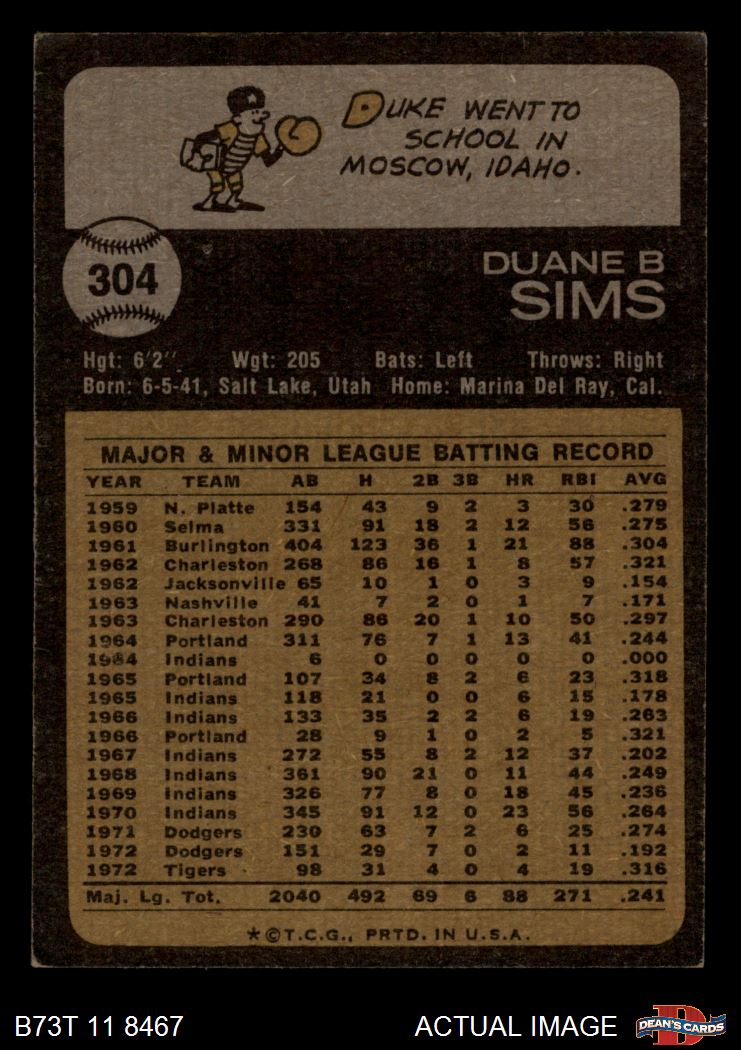 DUKE WENT TO
SCHOOL IN
MOSCOW, IDAHO.
304
DUANE B
SIMS
Hgt: 6'2". Wgt: 205 Bats: Left Throws: Right
Born: 6-5-41, Salt Lake, Utah Home: Marina Del Ray, Cal.
MAJOR & MINOR LEAGUE BATTING RECORD
YEAR TEAM AB H 2B 3B HR RBI AVG
1959 N. Platte 154 43 9 2 3 30 .279
1960 Selma 331 91 18 2 12 56 .275
1961 Burlington 404 123 36 1 21 88 .304
1962 Charleston 268 86 16 1 8 57 .321
1962 Jacksonville 65 10 1 0 3 9 .154
1963 Nashville 41 7 2 0 1 7 .171
1963 Charleston 290 86 20 1 10 50 .297
1964 Portland 311 76 7 1 13 41 .244
1964 Indians 6 0 0 0 0 0 .000
1965 Portland 107 34 8 2 6 23 .318
1965 Indians 118 21 0 0 6 15 .178
1966 Indians 133 35 2 2 6 19 .263
1966 Portland 28 9 1 0 2 5 .321
1967 Indians 272 55 8 2 12 37 .202
1968 Indians 361 90 21 0 11 44 .249
1969 Indians 326 77 8 0 18 45 .236
1970 Indians 345 91 12 0 23 56 .264
1971 Dodgers 230 63 7 2 6 25 .274
1972 Dodgers 151 29 7 0 2 11 .192
1972 Tigers 98 31 4 0 4 19 .316
Maj. Lg. Tot. 2040 492 69 6 88 271 .241
*©T.C.G., PRTD. IN U.S.A.
B73T 11 8467 ACTUAL IMAGE DEAN'S CARDS